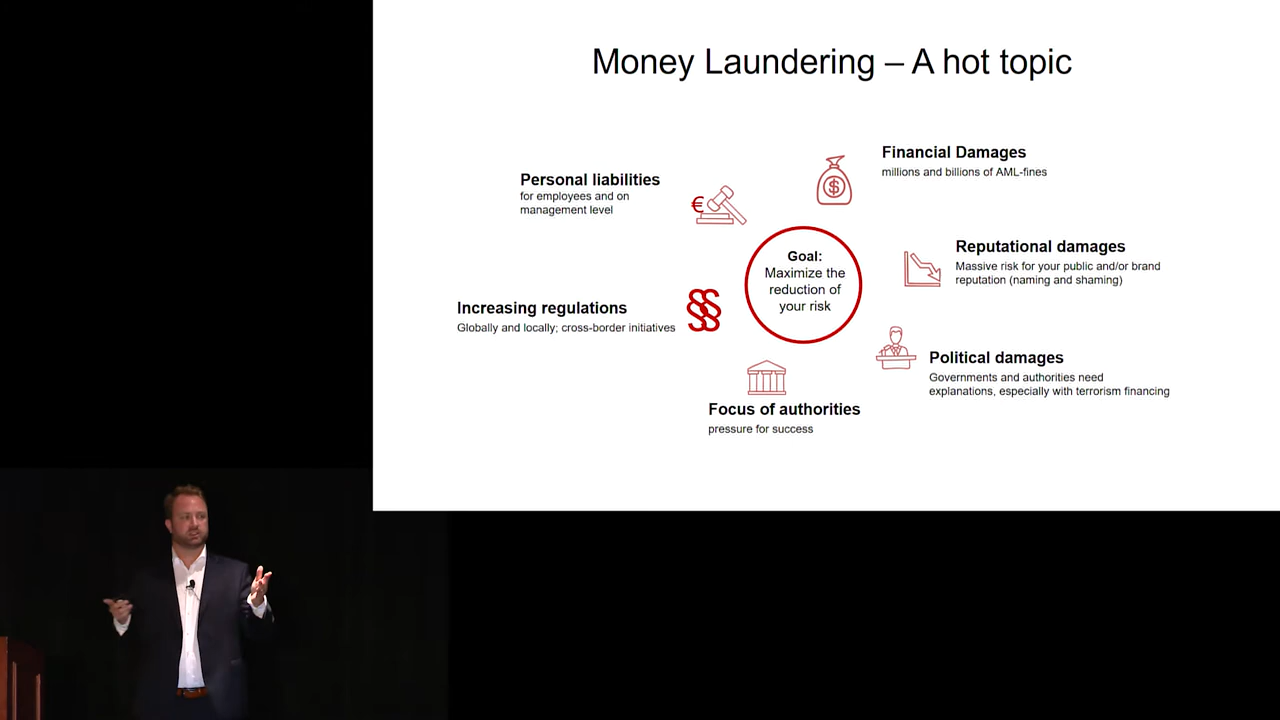 Money Laundering – A hot topic
Financial Damages
millions and billions of AML-fines
Personal liabilities
for employees and on
management level
€
$
Reputational damages
Massive risk for your public and/or brand
reputation (naming and shaming)
Goal:
Maximize the
reduction of
your risk
Increasing regulations
Globally and locally; cross-border initiatives
§§
Political damages
Governments and authorities need
explanations, especially with terrorism financing
Focus of authorities
pressure for success